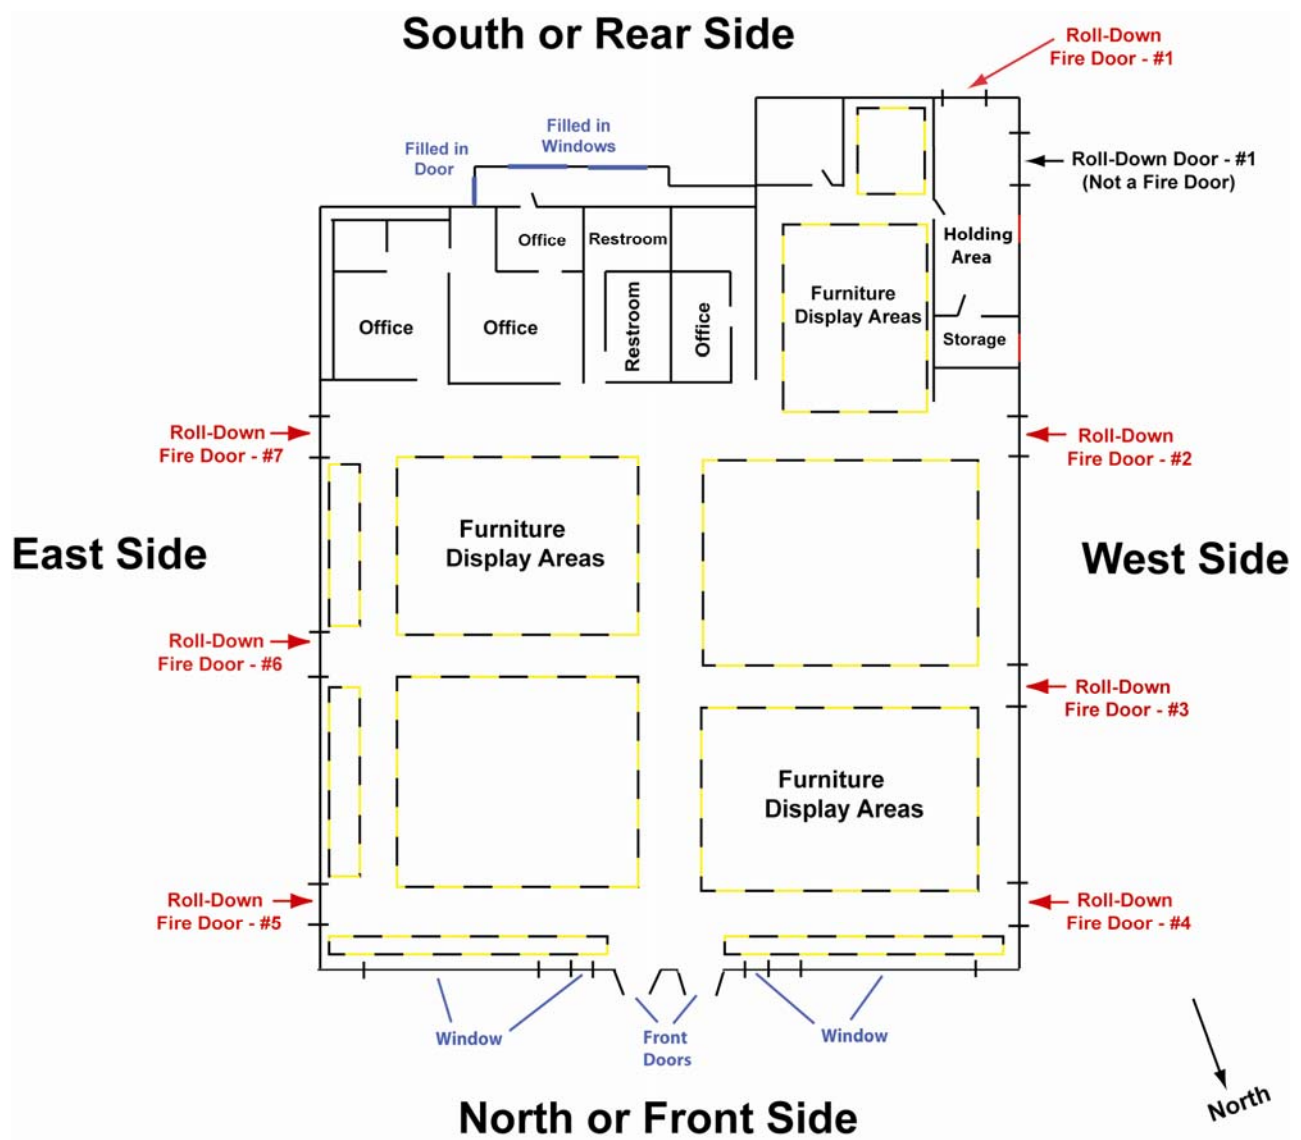 South or Rear Side
Roll-Down
Fire Door - #1
Filled in
Windows
Filled in
Door
Roll-Down Door - #1
(Not a Fire Door)
Office
Restroom
Holding
Area
Furniture
Display Areas
Office
Office
Restroom
Office
Storage
Roll-Down
Fire Door - #7
Roll-Down
Fire Door - #2
Furniture
Display Areas
East Side
West Side
Roll-Down
Fire Door - #6
Roll-Down
Fire Door - #3
Furniture
Display Areas
Roll-Down
Fire Door - #5
Roll-Down
Fire Door - #4
Window
Front
Doors
Window
North or Front Side
North